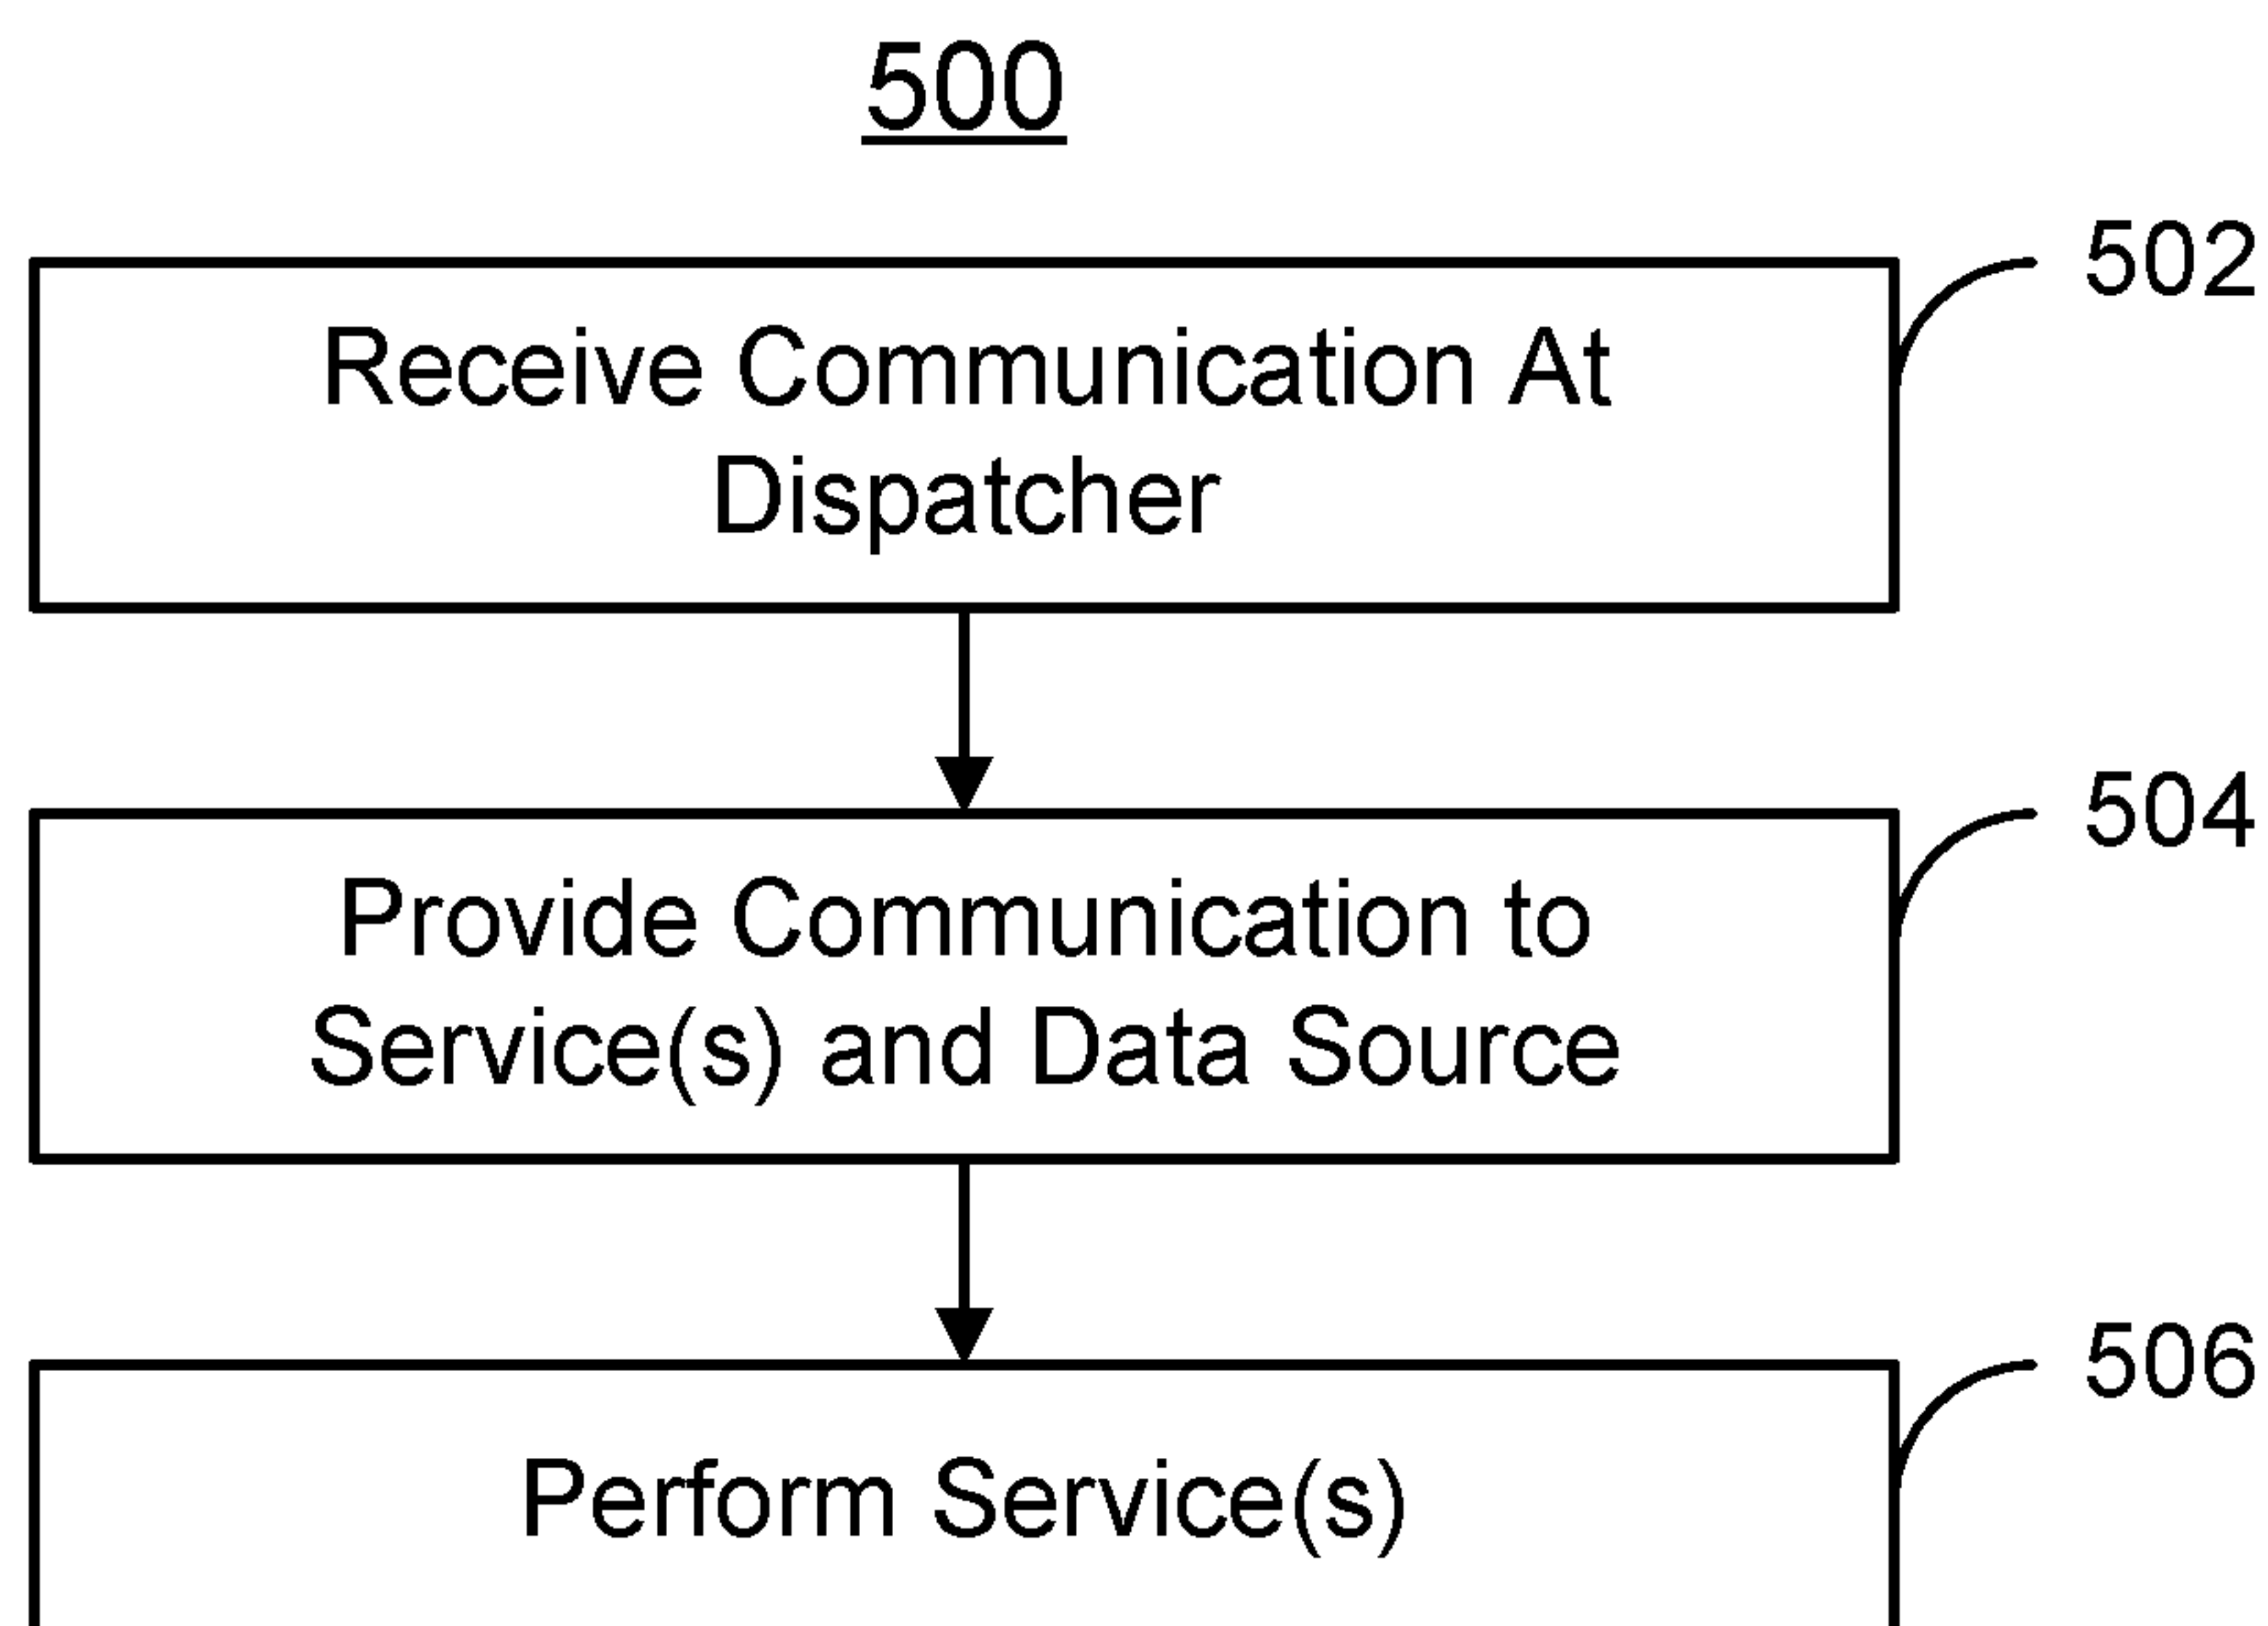 500
502
Receive Communication At
Dispatcher
504
Provide Communication to
Service(s) and Data Source
506
Perform Service(s)